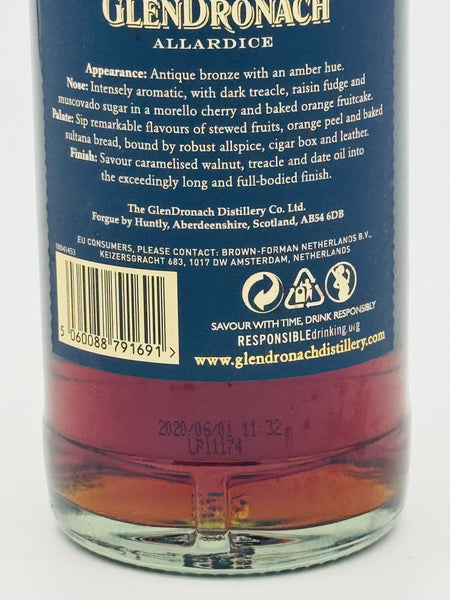 GLENDRONACH
ALLARDICE
Appearance: Antique bronze with an amber hue.
Nose: Intensely aromatic, with dark treacle, raisin fudge and
muscovado sugar in a morello cherry and baked orange fruitcake.
Palate: Sip remarkable flavours of stewed fruits, orange peel and baked
sultana bread, bound by robust allspice, cigar box and leather.
Finish: Savour caramelised walnut, treacle and date oil into
the exceedingly long and full-bodied finish.
The GlenDronach Distillery Co. Ltd.
Forgue by Huntly, Aberdeenshire, Scotland, AB54 6DB
EU CONSUMERS, PLEASE CONTACT: BROWN-FORMAN NETHERLANDS B.V.,
KEIZERSGRACHT 683, 1017 DW AMSTERDAM, NETHERLANDS
5 060088 791691 >
SAVOUR WITH TIME, DRINK RESPONSIBLY
RESPONSIBLEdrinking.org
www.glendronachdistillery.com
2020/06/01 11:32
LP11174